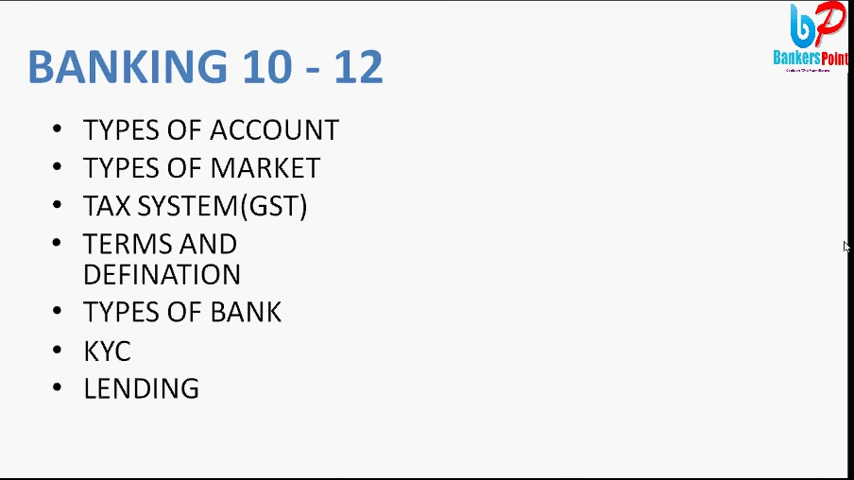 bP
BankersPoint
BANKING 10 - 12
• TYPES OF ACCOUNT
• TYPES OF MARKET
• TAX SYSTEM(GST)
• TERMS AND
DEFINATION
• TYPES OF BANK
• KYC
• LENDING